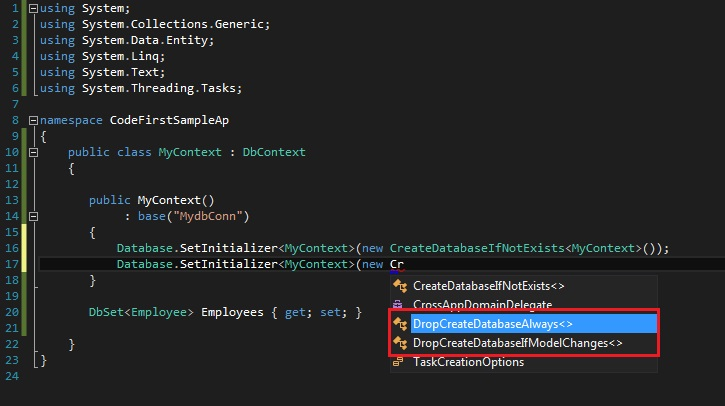 1 using System;
2 using System.Collections.Generic;
3 using System.Data.Entity;
4 using System.Linq;
5 using System.Text;
6 using System.Threading.Tasks;
7
8 namespace CodeFirstSampleAp
9 {
10 public class MyContext : DbContext
11 {
12
13 public MyContext()
14 : base("MydbConn")
15 {
16 Database.SetInitializer<MyContext>(new CreateDatabaseIfNotExists<MyContext>());
17 Database.SetInitializer<MyContext>(new Cr
18 }
CreateDatabaseIfNotExists<>
19
CrossAppDomainDelegate
20 DbSet<Employee> Employees { get; set; }
DropCreateDatabaseAlways<>
21
DropCreateDatabaseIfModelChanges<>
22 }
TaskCreationOptions
23 }
24